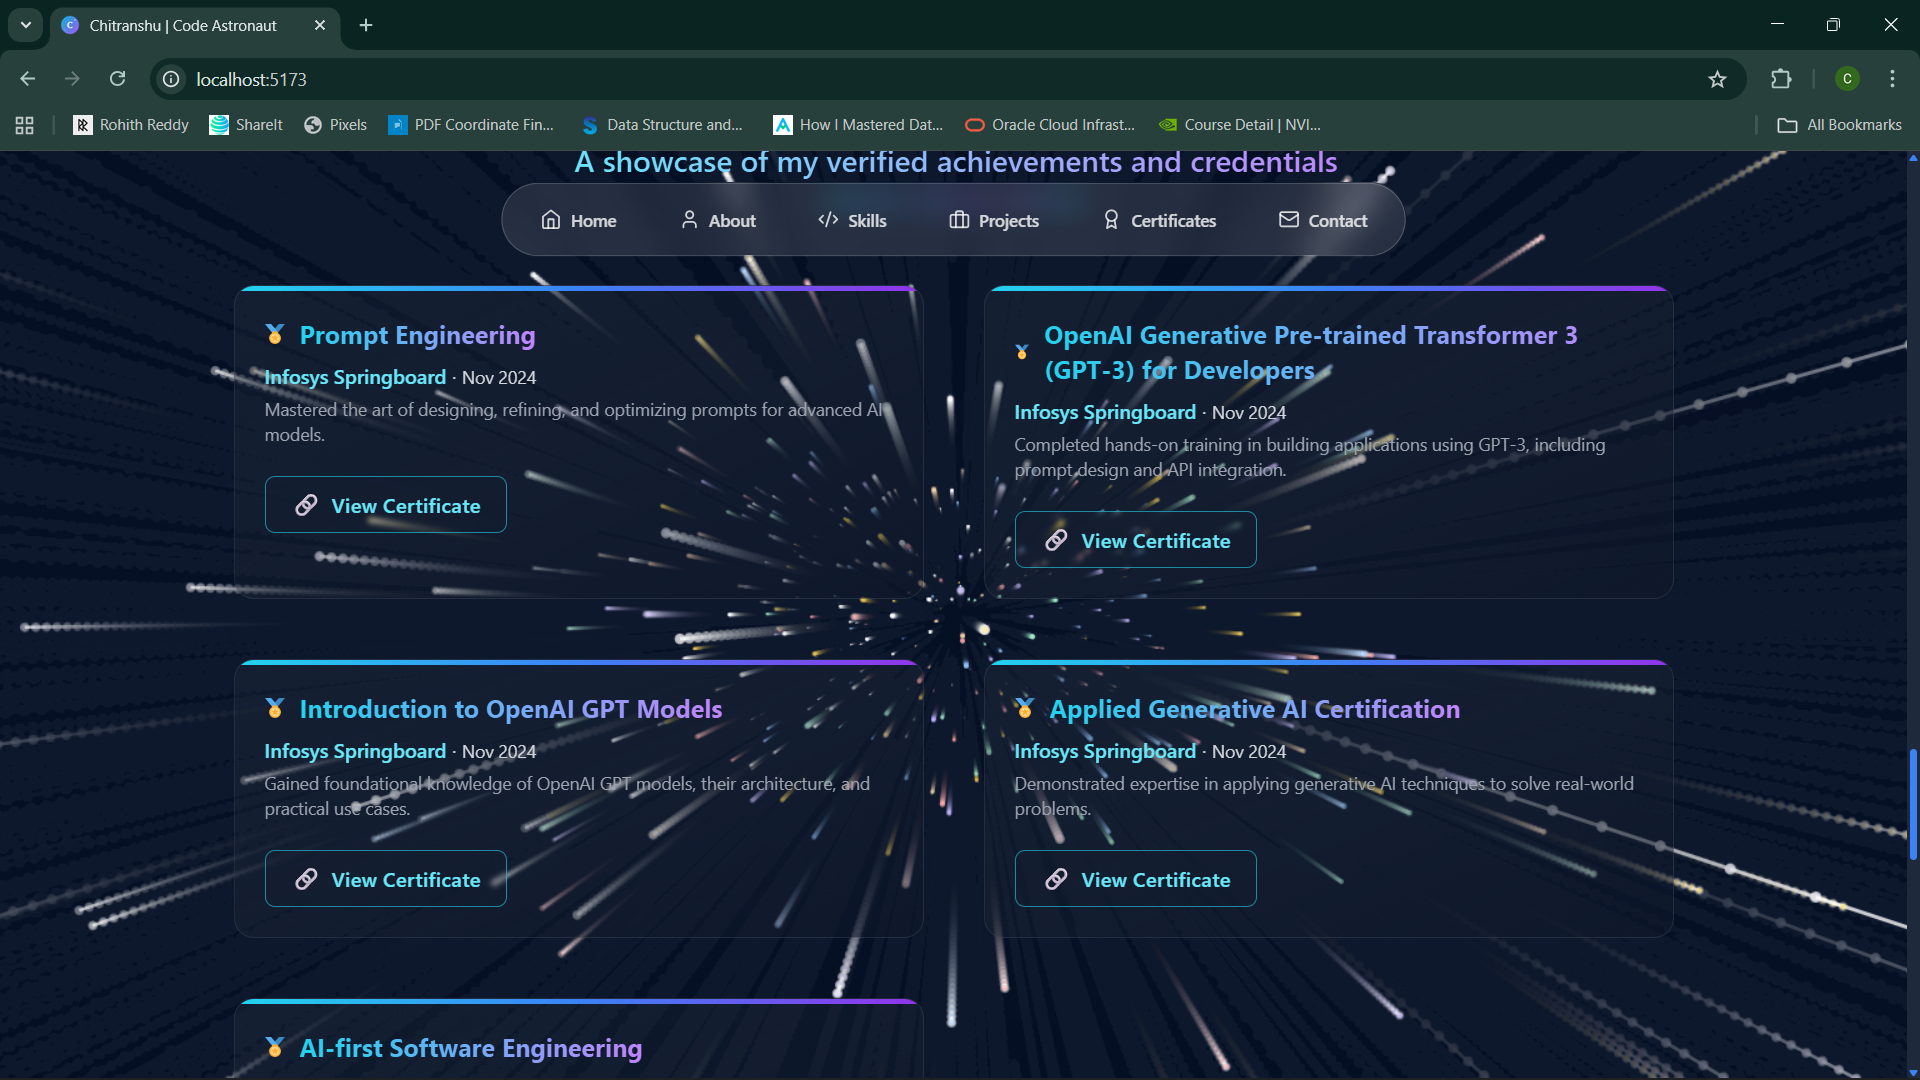 Chitranshu | Code Astronaut
localhost:5173
C
Rohith Reddy
ShareIt
Pixels
PDF Coordinate Fin...
Data Structure and...
How I Mastered Dat...
Oracle Cloud Infrast...
Course Detail | NVI...
All Bookmarks
A showcase of my verified achievements and credentials
Home
About
Skills
Projects
Certificates
Contact
Prompt Engineering
Infosys Springboard · Nov 2024
Mastered the art of designing, refining, and optimizing prompts for advanced AI
models.
View Certificate
OpenAI Generative Pre-trained Transformer 3
(GPT-3) for Developers
Infosys Springboard · Nov 2024
Completed hands-on training in building applications using GPT-3, including
prompt design and API integration.
View Certificate
Introduction to OpenAI GPT Models
Infosys Springboard · Nov 2024
Gained foundational knowledge of OpenAI GPT models, their architecture, and
practical use cases.
View Certificate
Applied Generative AI Certification
Infosys Springboard · Nov 2024
Demonstrated expertise in applying generative AI techniques to solve real-world
problems.
View Certificate
AI-first Software Engineering